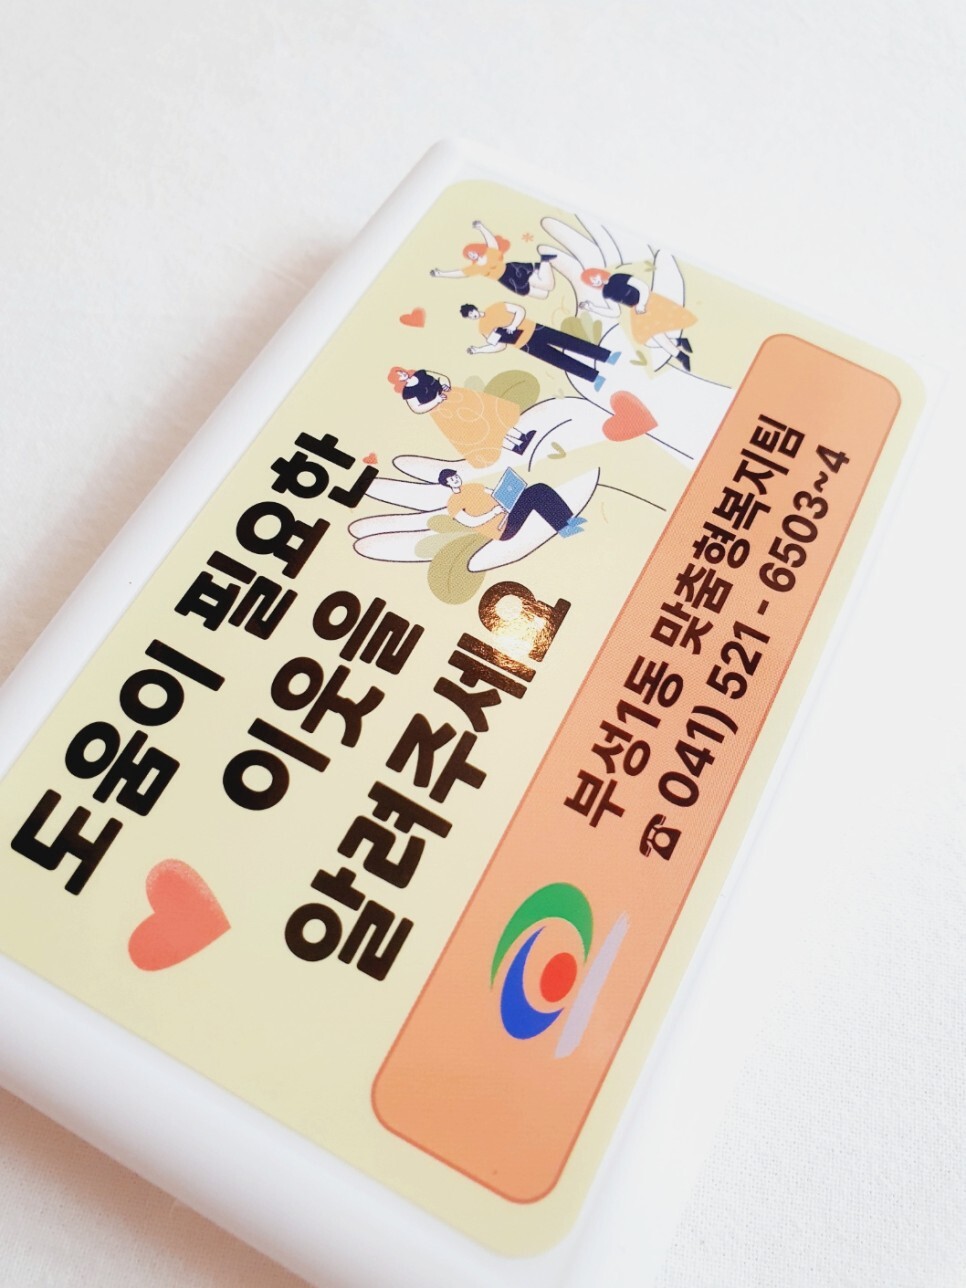 도움이 필요한
이웃을
알려주세요
부성1동 맞춤형복지팀
☎ 041) 521 - 6503~4